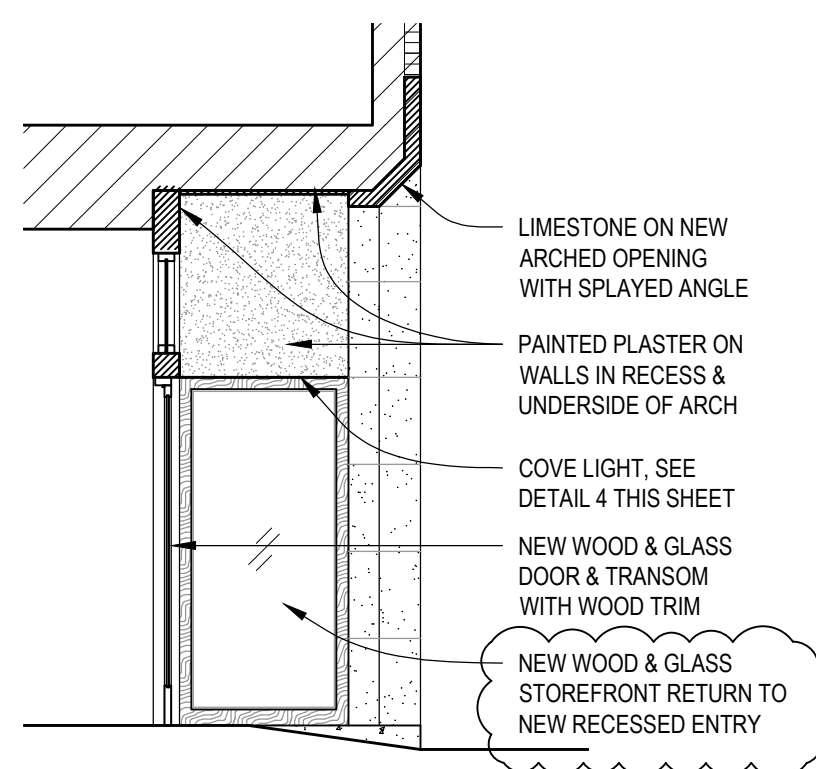 LIMESTONE ON NEW
ARCHED OPENING
WITH SPLAYED ANGLE
PAINTED PLASTER ON
WALLS IN RECESS &
UNDERSIDE OF ARCH
COVE LIGHT, SEE
DETAIL 4 THIS SHEET
NEW WOOD & GLASS
DOOR & TRANSOM
WITH WOOD TRIM
NEW WOOD & GLASS
STOREFRONT RETURN TO
NEW RECESSED ENTRY